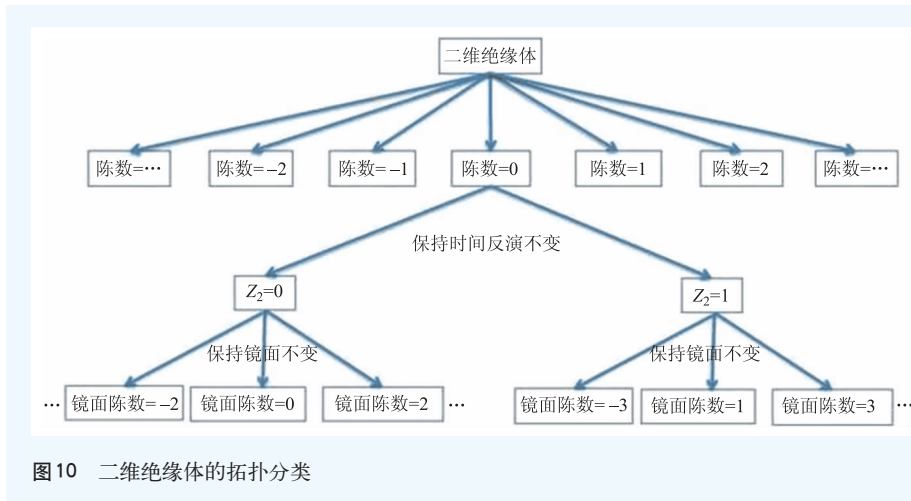 二维绝缘体
陈数=…
陈数=-2
陈数=-1
陈数=0
陈数=1
陈数=2
陈数=…
保持时间反演不变
Z₂=0
Z₂=1
保持镜面不变
保持镜面不变
…
镜面陈数=-2
镜面陈数=0
镜面陈数=2
…
镜面陈数=-3
镜面陈数=1
镜面陈数=3
…
图10 二维绝缘体的拓扑分类